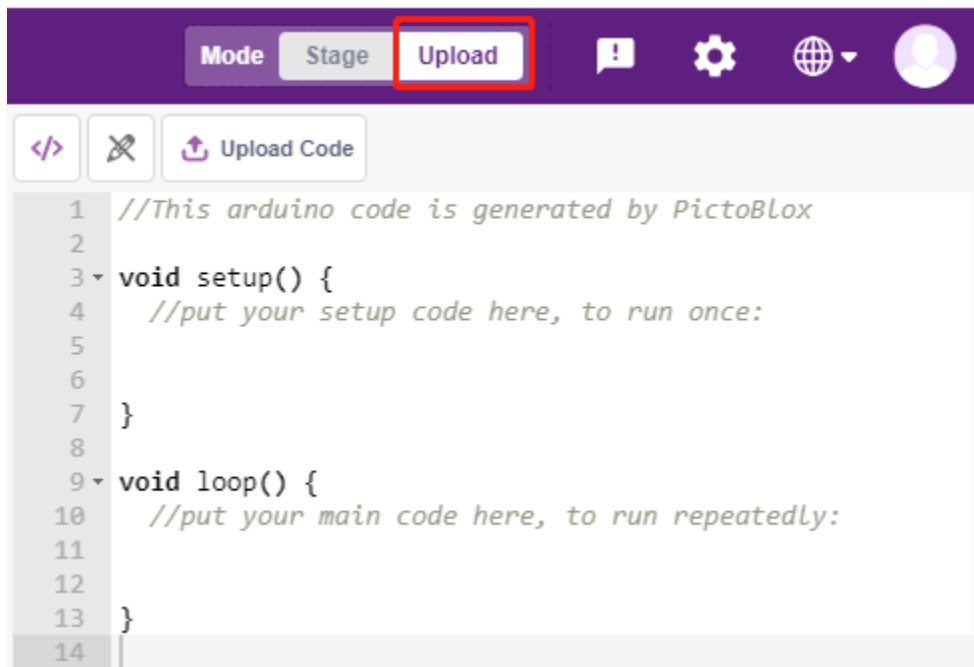 Mode Stage Upload
</> Upload Code
1 //This arduino code is generated by PictoBlox
2
3 void setup() {
4 //put your setup code here, to run once:
5
6
7 }
8
9 void loop() {
10 //put your main code here, to run repeatedly:
11
12
13 }
14